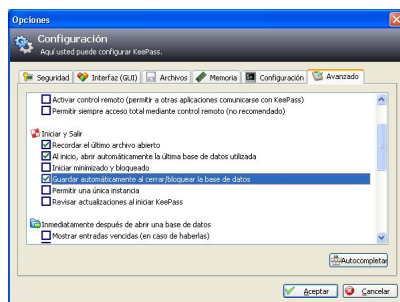 Opciones
Configuración
Aquí usted puede configurar KeePass.
Seguridad Interfaz (GUI) Archivos Memoria Configuración Avanzado
Activar control remoto (permitir a otras aplicaciones comunicarse con KeePass)
Permitir siempre acceso total mediante control remoto (no recomendado)
Iniciar y Salir
Recordar el último archivo abierto
Al inicio, abrir automáticamente la última base de datos utilizada
Iniciar minimizado y bloqueado
Guardar automáticamente al cerrar/bloquear la base de datos
Permitir una única instancia
Revisar actualizaciones al iniciar KeePass
Inmediatamente después de abrir una base de datos
Mostrar entradas vencidas (en caso de haberlas)
Autocompletar
Aceptar Cancelar